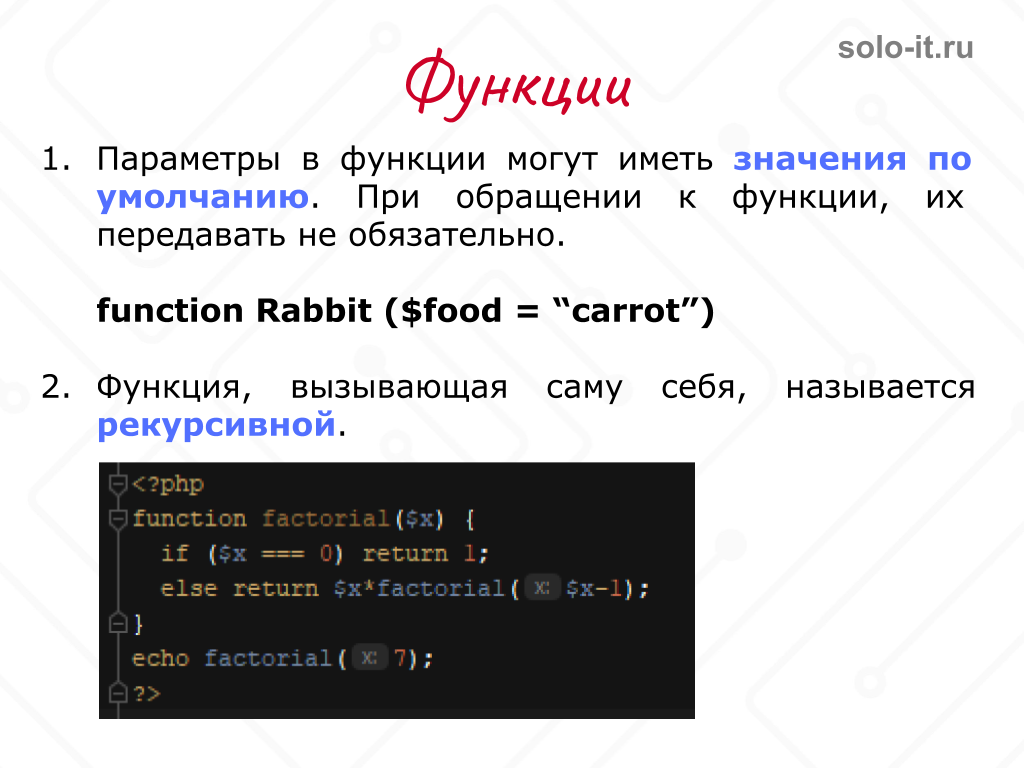 solo-it.ru
Функции
1. Параметры в функции могут иметь значения по
умолчанию. При обращении к функции, их
передавать не обязательно.
function Rabbit ($food = “carrot”)
2. Функция, вызывающая саму себя, называется
рекурсивной.
<?php
function factorial($x) {
if ($x === 0) return 1;
else return $x*factorial( x: $x-1);
}
echo factorial( x: 7);
?>